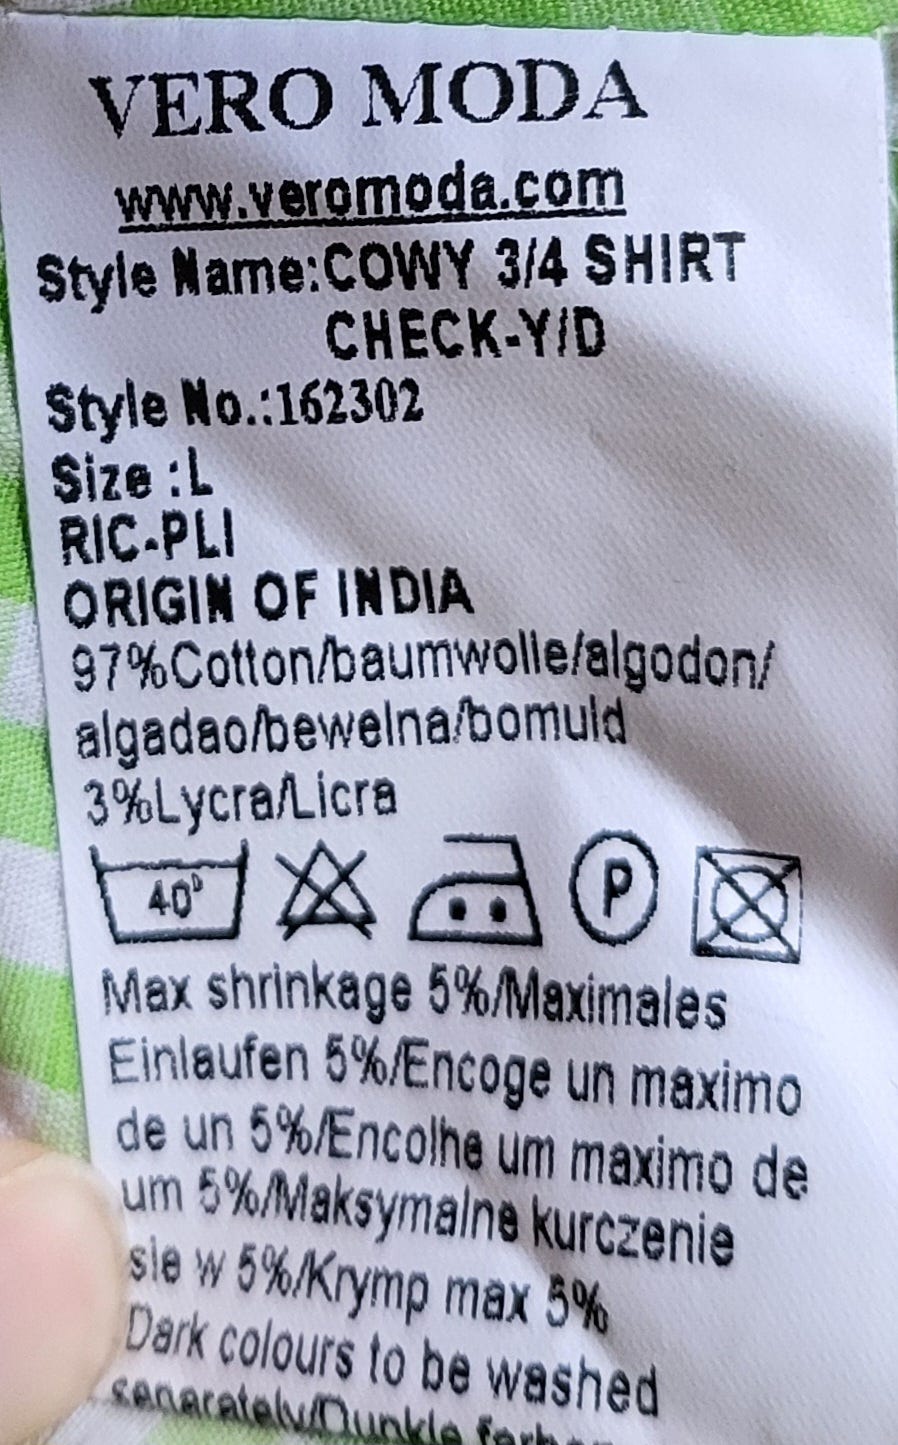 VERO MODA
www.veromoda.com
Style Name:COWY 3/4 SHIRT
CHECK-Y/D
Style No.:162302
Size :L
RIC-PLI
ORIGIN OF INDIA
97%Cotton/baumwolle/algodon/
algadao/bewelna/bomuld
3%Lycra/Licra
40° P
Max shrinkage 5%/Maximales
Einlaufen 5%/Encoge un maximo
de un 5%/Encolhe um maximo de
um 5%/Maksymalne kurczenie
sie w 5%/Krymp max 5%
Dark colours to be washed
separately/Dunkle